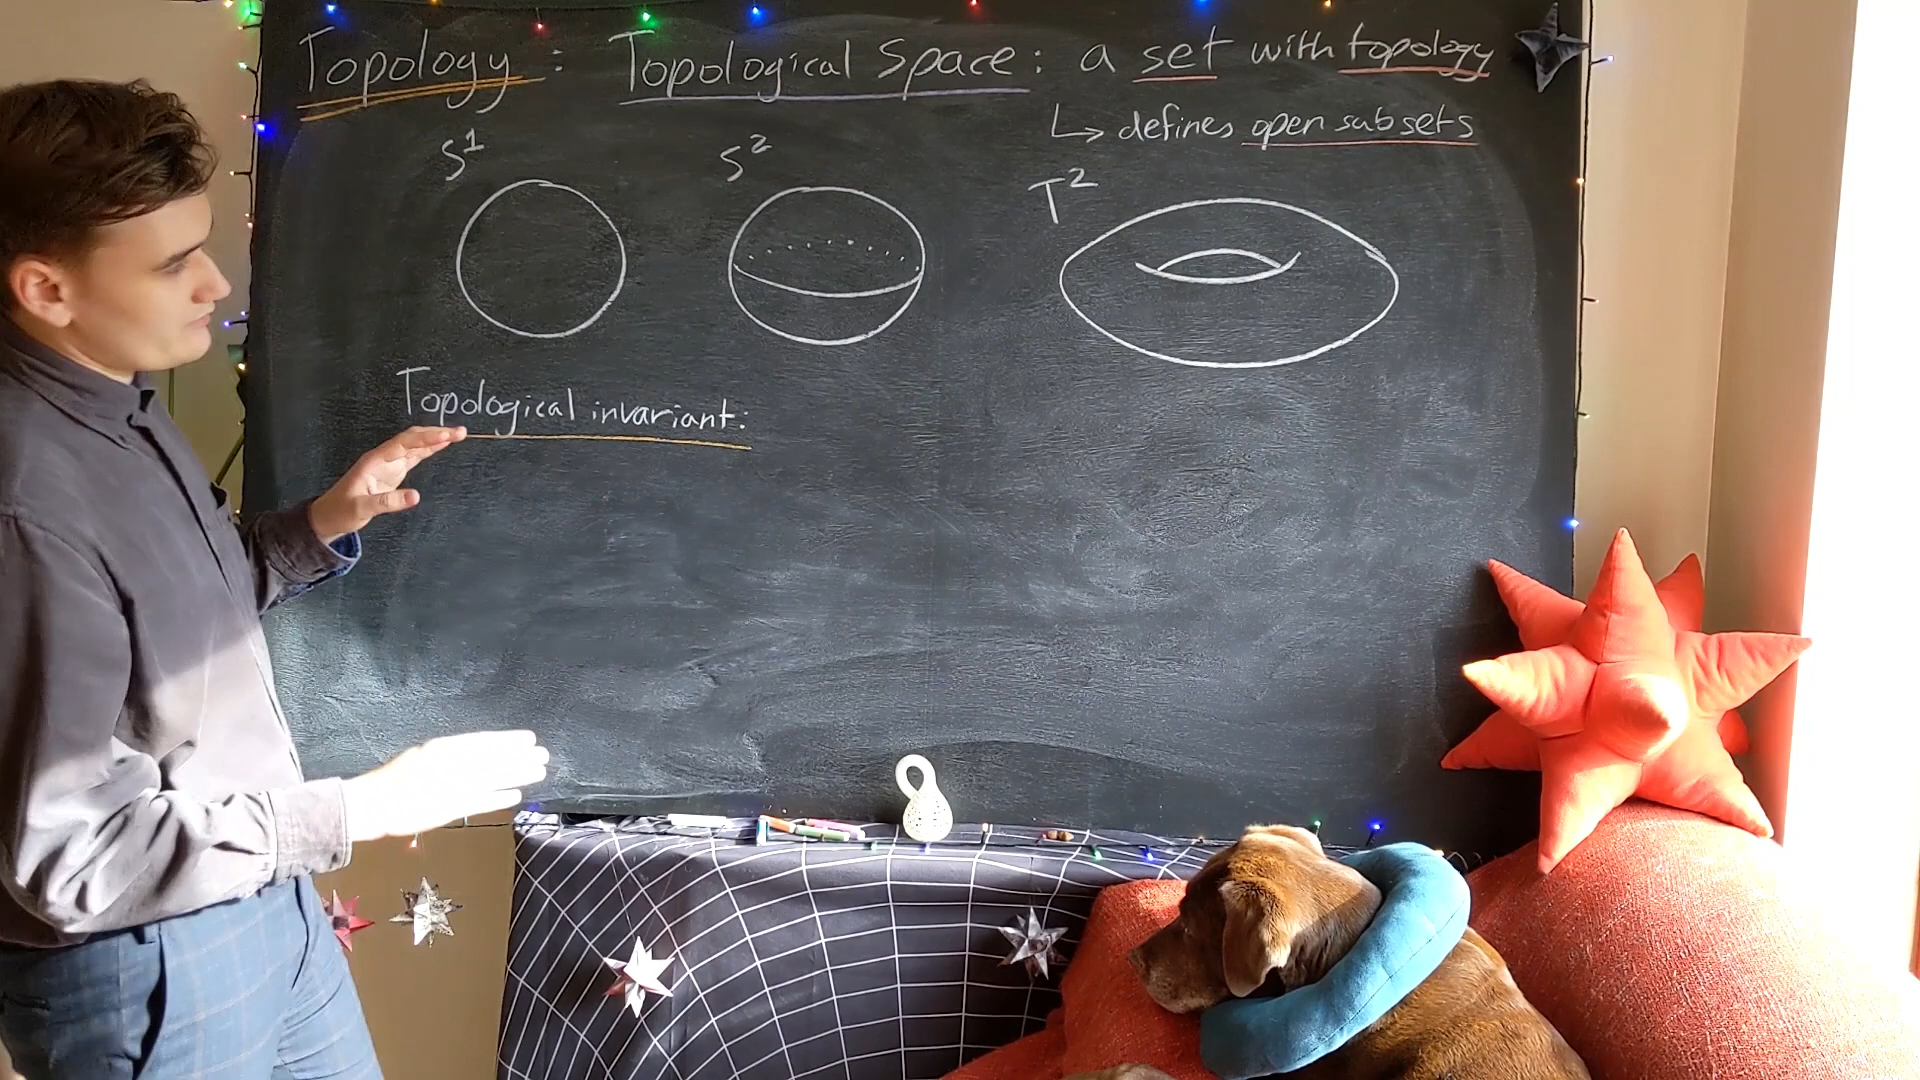 Topology: Topological Space: a set with topology
↳ defines open subsets
S¹ S² T²
Topological invariant: